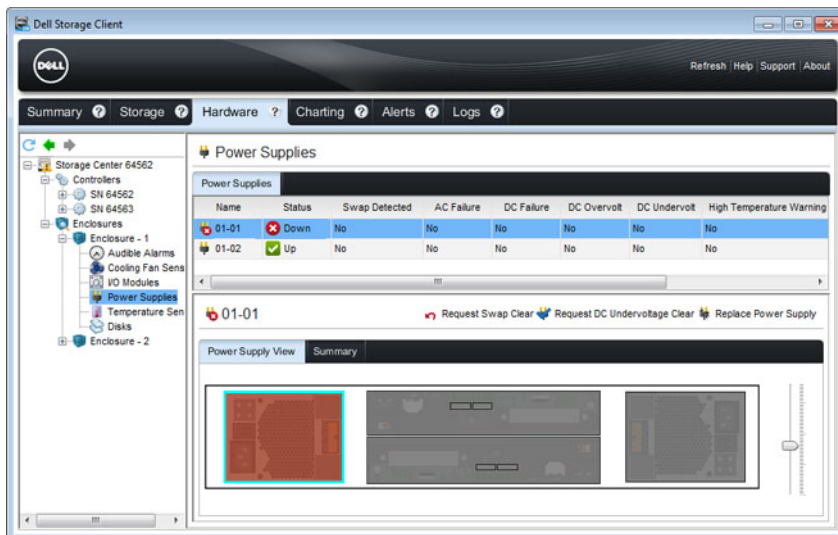 Dell Storage Client
DELL
Refresh Help Support About
Summary ? Storage ? Hardware ? Charting ? Alerts ? Logs ?
Storage Center 64562
Controllers
SN 64562
SN 64563
Enclosures
Enclosure - 1
Audible Alarms
Cooling Fan Sens
I/O Modules
Power Supplies
Temperature Sen
Disks
Enclosure - 2
Power Supplies
Power Supplies
Name Status Swap Detected AC Failure DC Failure DC Overvolt DC Undervolt High Temperature Warning
01-01 Down No No No No No No
01-02 Up No No No No No No
01-01 Request Swap Clear Request DC Undervoltage Clear Replace Power Supply
Power Supply View Summary